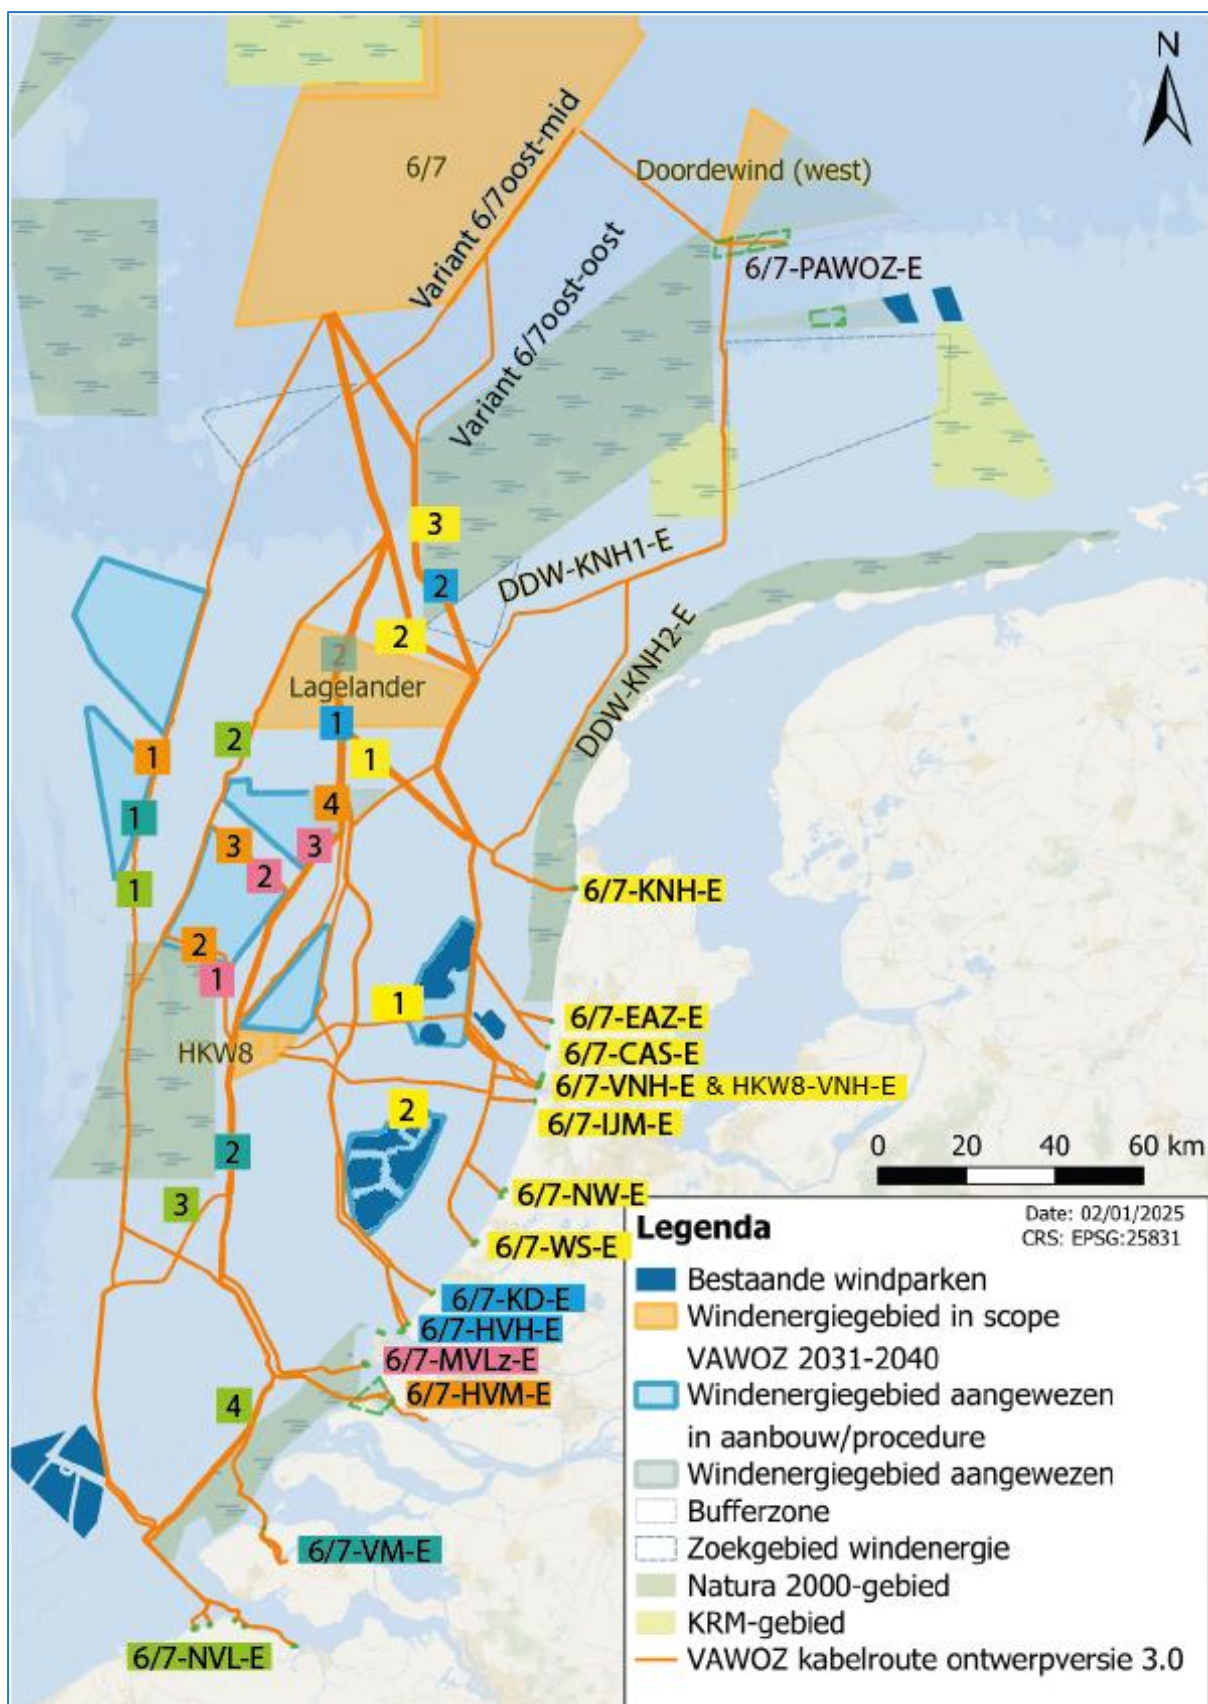 N
6/7
Variant 6/7oost-mid
Doordewind (west)
Variant 6/7oost-oost
6/7-PAWOZ-E
3
DDW-KNH1-E
2
2
2
DDW-KNH2-E
Lagelander
1
2
1
1
4
1
3
3
2
1
6/7-KNH-E
2
1
1
6/7-EAZ-E
HKW8
6/7-CAS-E
6/7-VNH-E & HKW8-VNH-E
2
6/7-IJM-E
2
0 20 40 60 km
3
6/7-NW-E
6/7-WS-E
6/7-KD-E
6/7-HVH-E
6/7-MVLz-E
6/7-HVM-E
4
6/7-VM-E
6/7-NVL-E
Legenda
Date: 02/01/2025
CRS: EPSG:25831
Bestaande windparken
Windenergiegebied in scope
VAWOZ 2031-2040
Windenergiegebied aangewezen
in aanbouw/procedure
Windenergiegebied aangewezen
Bufferzone
Zoekgebied windenergie
Natura 2000-gebied
KRM-gebied
VAWOZ kabelroute ontwerpversie 3.0